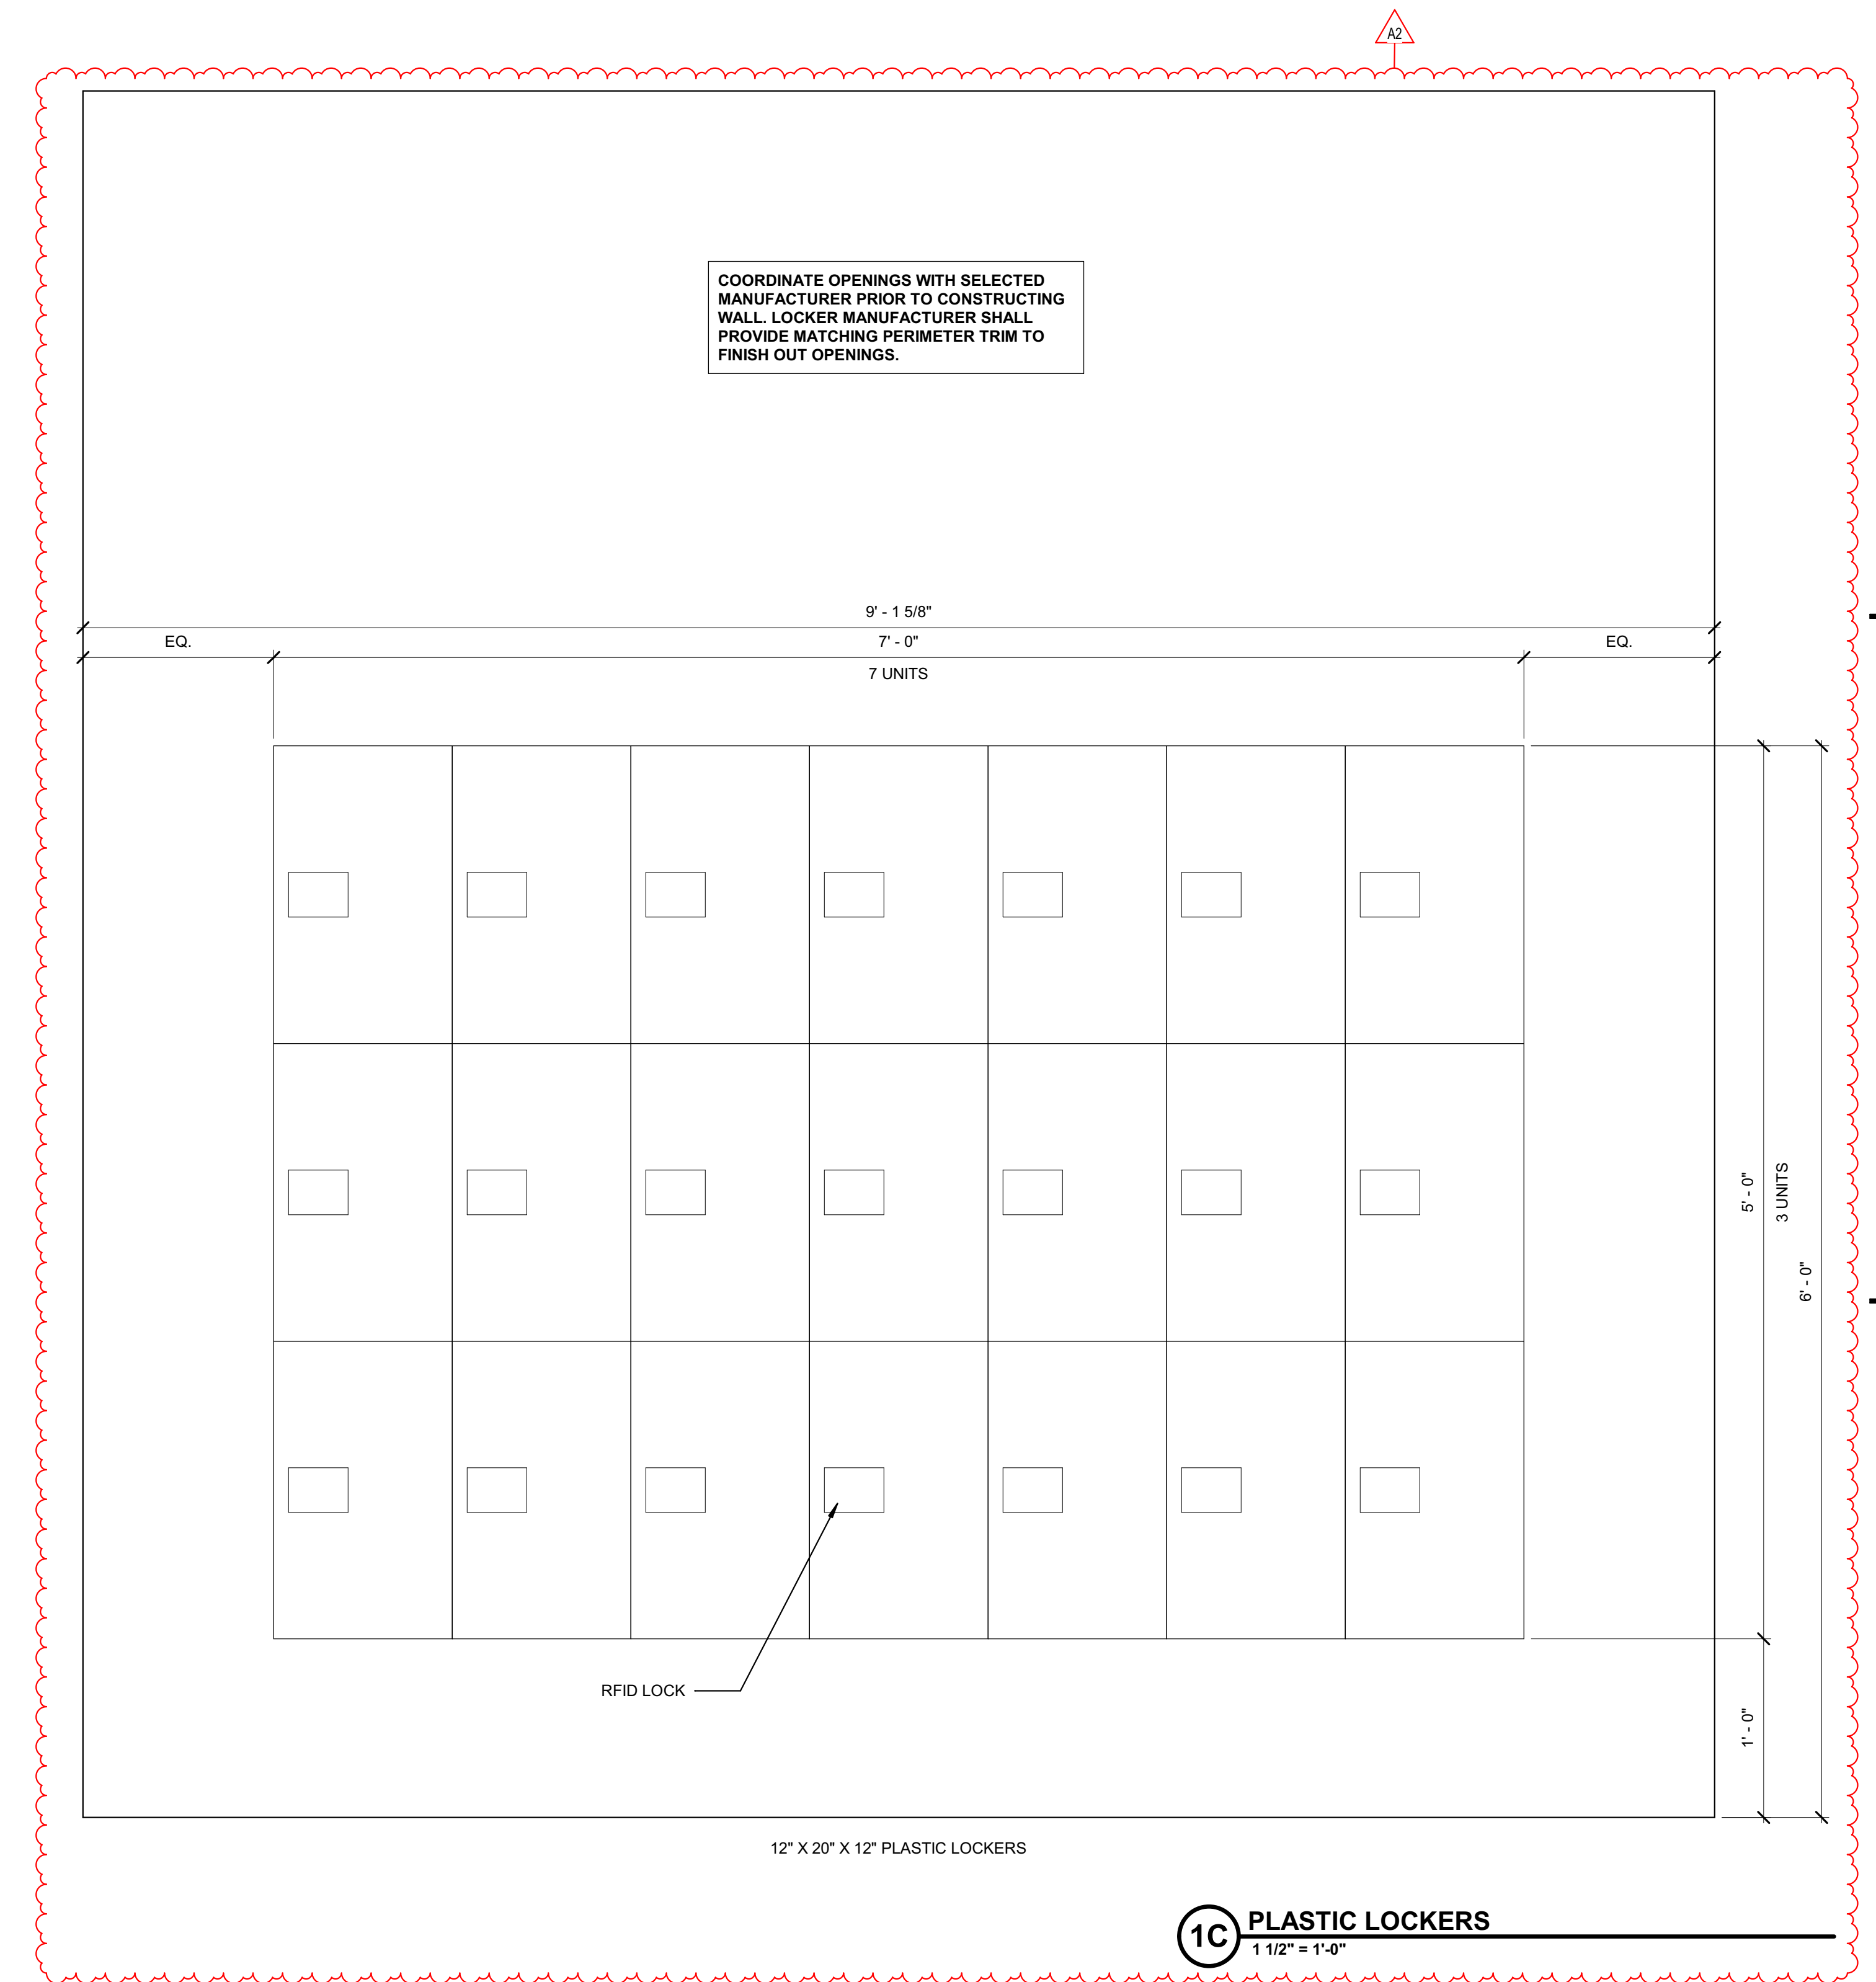 A2
COORDINATE OPENINGS WITH SELECTED
MANUFACTURER PRIOR TO CONSTRUCTING
WALL. LOCKER MANUFACTURER SHALL
PROVIDE MATCHING PERIMETER TRIM TO
FINISH OUT OPENINGS.
9' - 1 5/8"
EQ.
7' - 0"
EQ.
7 UNITS
5' - 0"
3 UNITS
6' - 0"
RFID LOCK
1' - 0"
12" X 20" X 12" PLASTIC LOCKERS
1C
PLASTIC LOCKERS
1 1/2" = 1'-0"